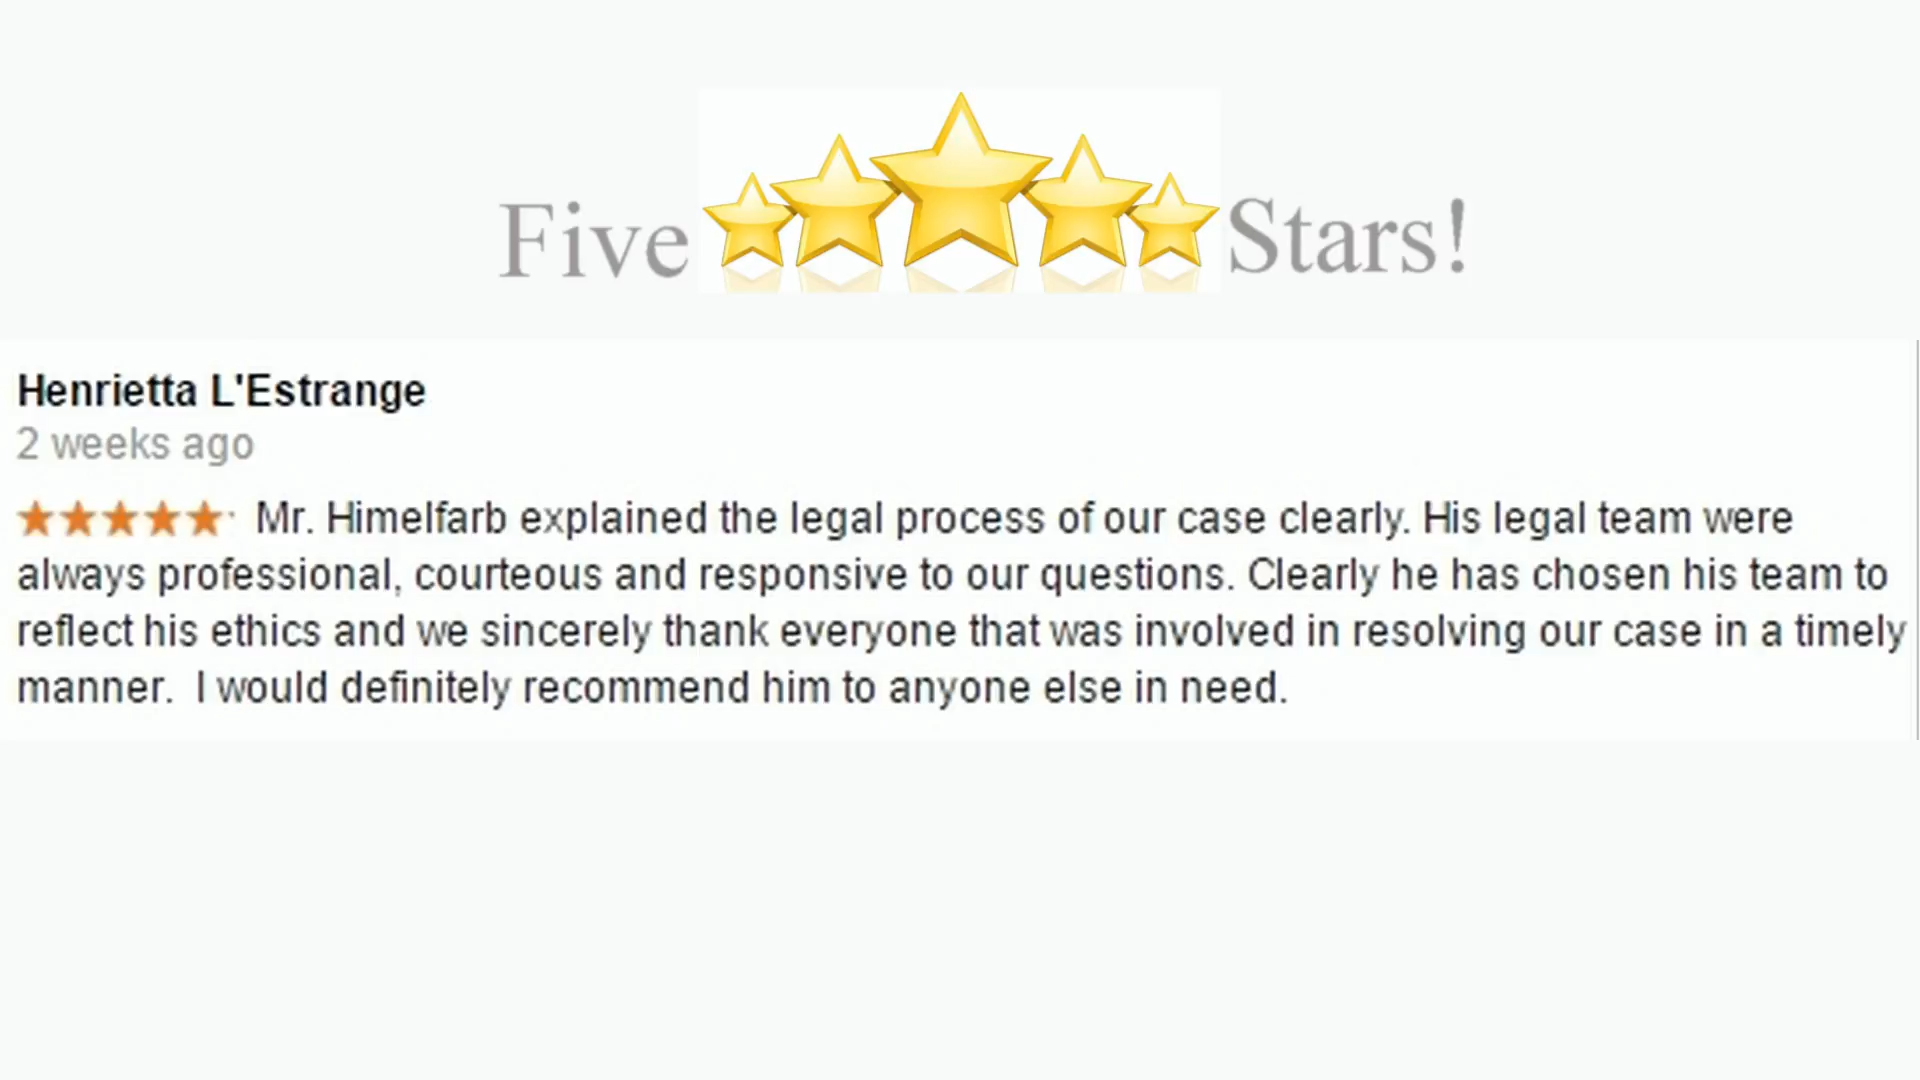 Five Stars!
Henrietta L'Estrange
2 weeks ago
Mr. Himelfarb explained the legal process of our case clearly. His legal team were
always professional, courteous and responsive to our questions. Clearly he has chosen his team to
reflect his ethics and we sincerely thank everyone that was involved in resolving our case in a timely
manner.  I would definitely recommend him to anyone else in need.